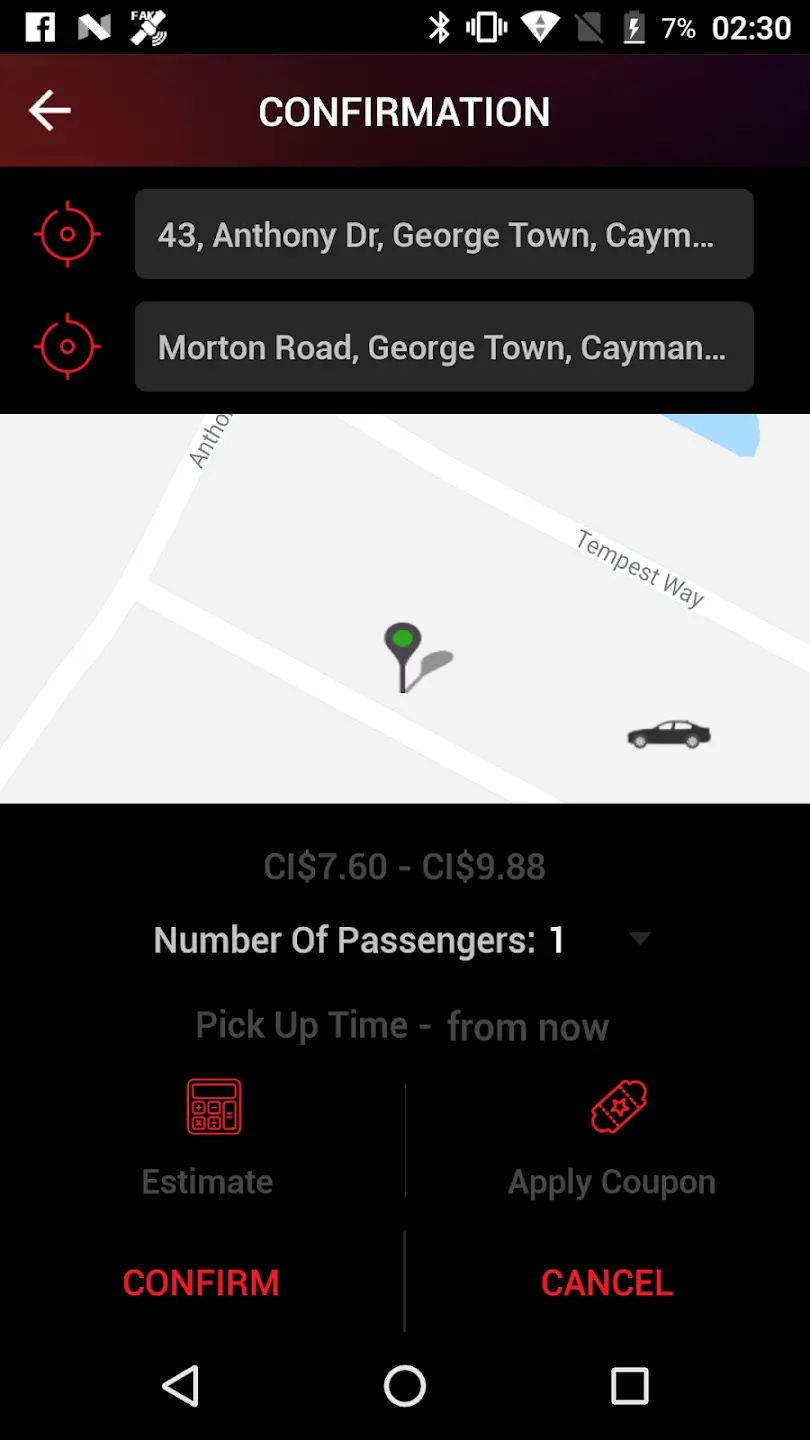 FAKE
7% 02:30
CONFIRMATION
43, Anthony Dr, George Town, Caym...
Morton Road, George Town, Cayman...
Antho
Tempest Way
CI$7.60 - CI$9.88
Number Of Passengers: 1
Pick Up Time - from now
Estimate
Apply Coupon
CONFIRM
CANCEL